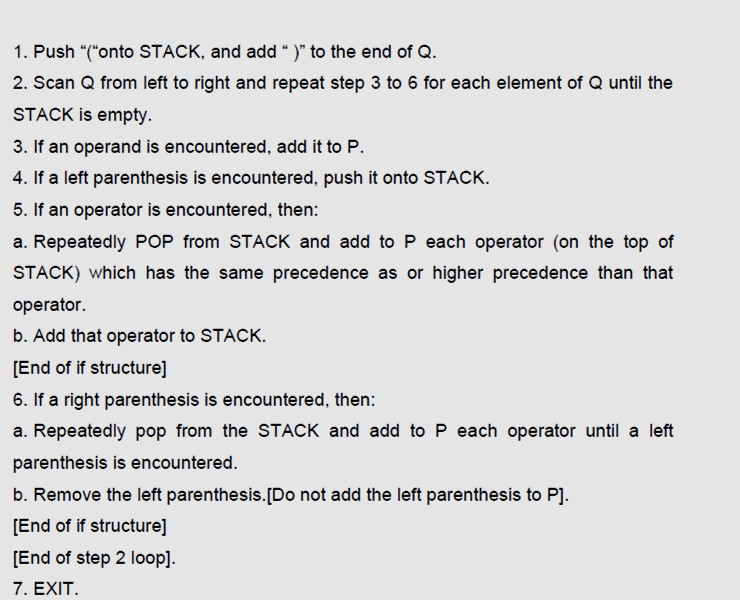 1. Push “(“onto STACK, and add “ )” to the end of Q.
2. Scan Q from left to right and repeat step 3 to 6 for each element of Q until the
STACK is empty.
3. If an operand is encountered, add it to P.
4. If a left parenthesis is encountered, push it onto STACK.
5. If an operator is encountered, then:
a. Repeatedly POP from STACK and add to P each operator (on the top of
STACK) which has the same precedence as or higher precedence than that
operator.
b. Add that operator to STACK.
[End of if structure]
6. If a right parenthesis is encountered, then:
a. Repeatedly pop from the STACK and add to P each operator until a left
parenthesis is encountered.
b. Remove the left parenthesis.[Do not add the left parenthesis to P].
[End of if structure]
[End of step 2 loop].
7. EXIT.